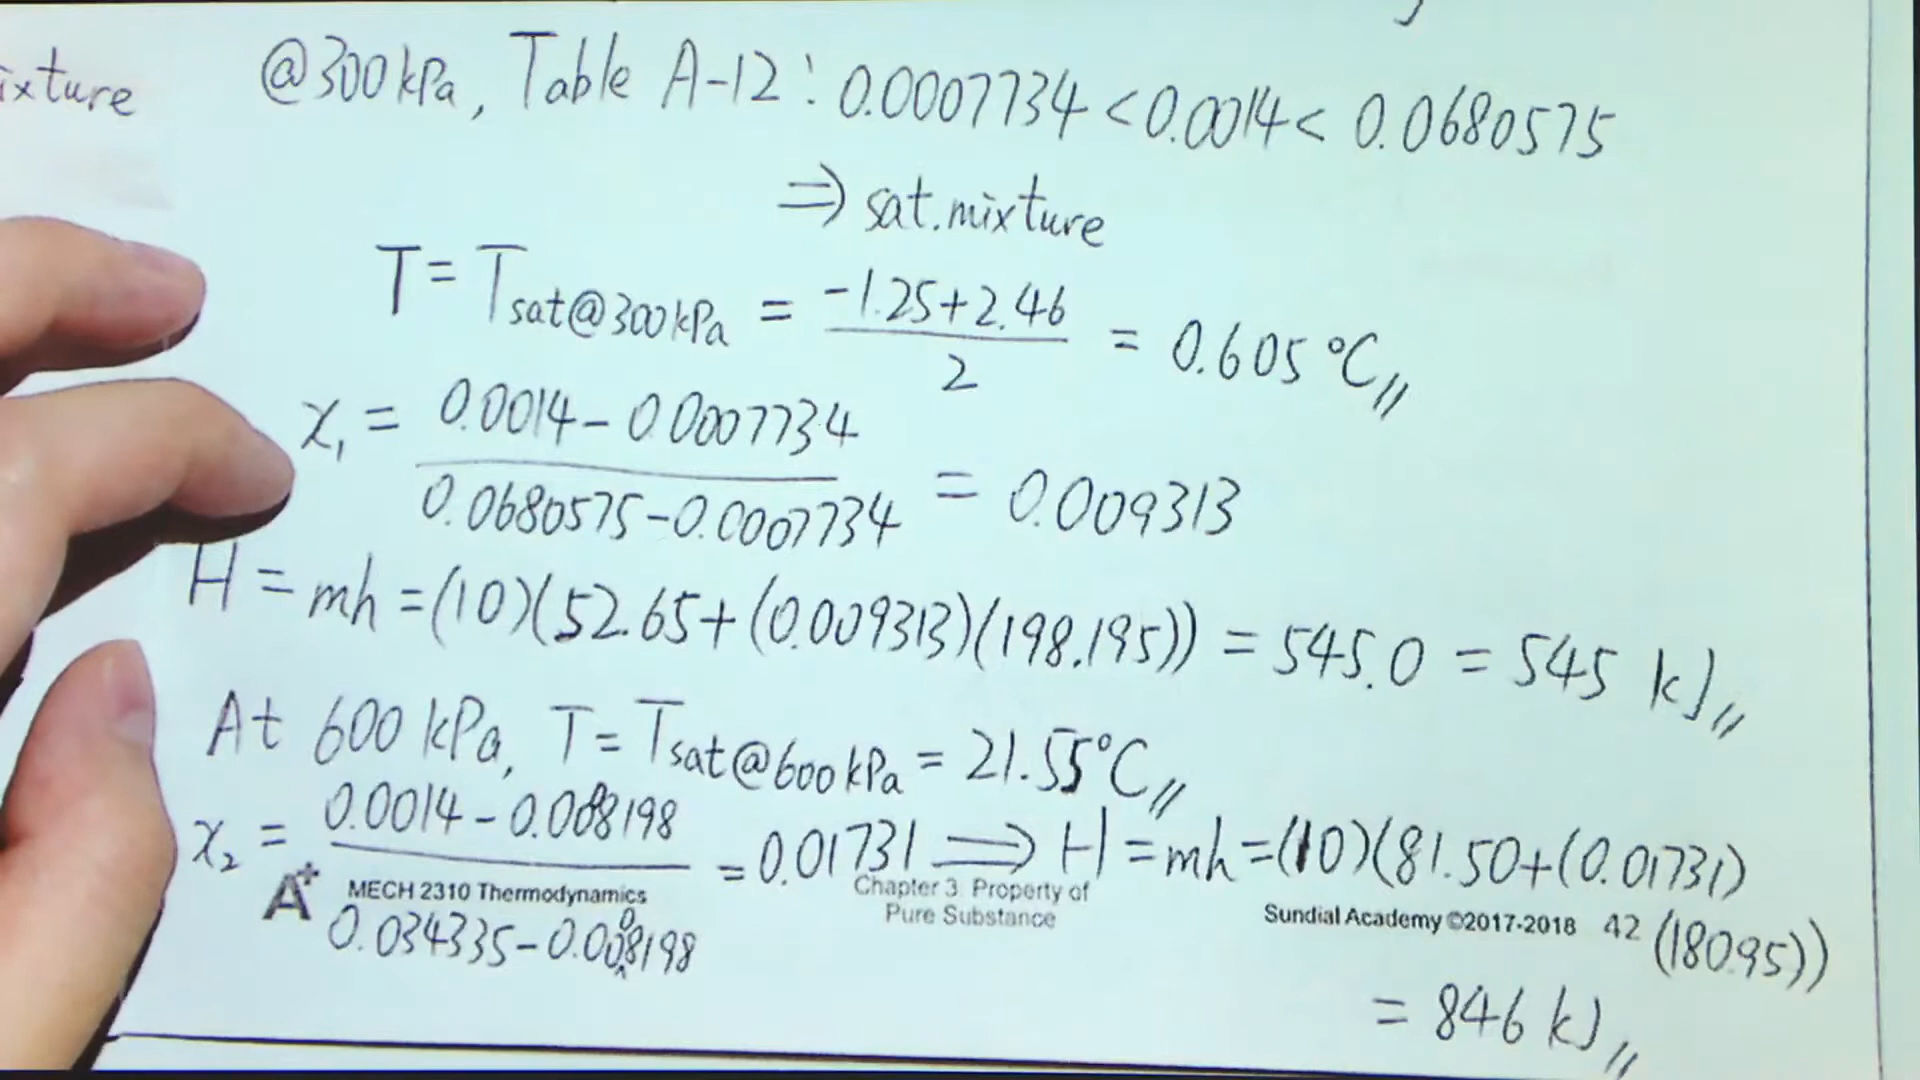 ixture
@300 kPa, Table A-12: 0.0007734 < 0.0014 < 0.0680575
⇒ sat. mixture
T = Tsat@300kPa = (-1.25+2.46)/2 = 0.605 °C //
x₁ = (0.0014 - 0.0007734)/(0.0680575 - 0.0007734) = 0.009313
H = mh = (10)(52.65 + (0.009313)(198.195)) = 545.0 = 545 kJ //
At 600 kPa, T = Tsat@600kPa = 21.55°C //
x₂ = (0.0014 - 0.0008198)/(0.034335 - 0.0008198) = 0.01731 ⟹ H = mh = (10)(81.50 + (0.01731)
(180.95))
= 846 kJ //
A+ MECH 2310 Thermodynamics
Chapter 3. Property of
Pure Substance
Sundial Academy ©2017-2018 42